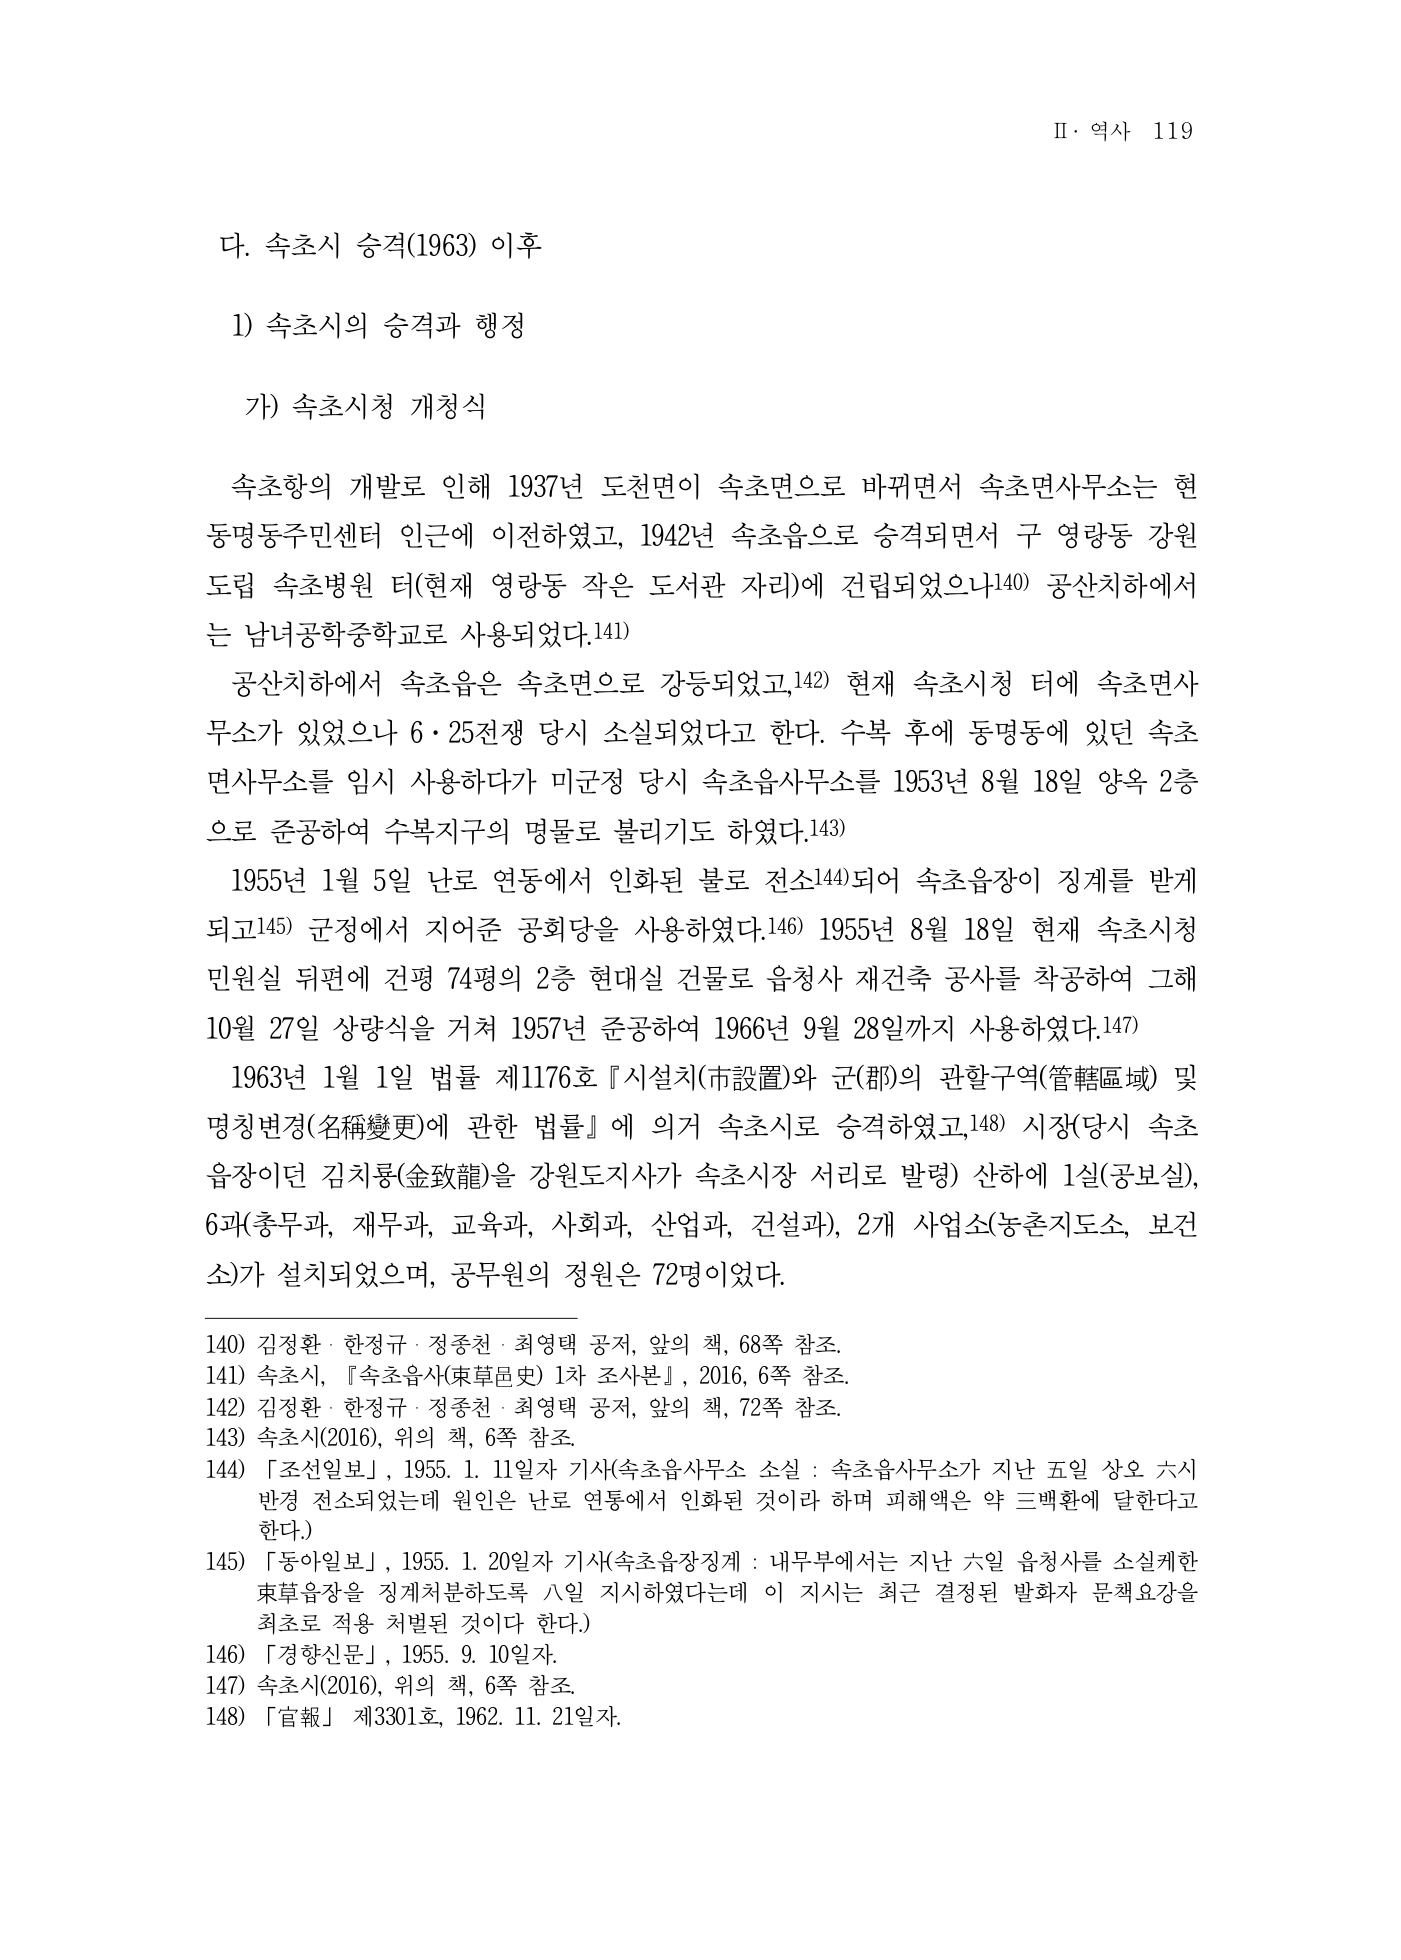 Ⅱ· 역사 119
다. 속초시 승격(1963) 이후
1) 속초시의 승격과 행정
가) 속초시청 개청식
속초항의 개발로 인해 1937년 도천면이 속초면으로 바뀌면서 속초면사무소는 현
동명동주민센터 인근에 이전하였고, 1942년 속초읍으로 승격되면서 구 영랑동 강원
도립 속초병원 터(현재 영랑동 작은 도서관 자리)에 건립되었으나140) 공산치하에서
는 남녀공학중학교로 사용되었다.141)
공산치하에서 속초읍은 속초면으로 강등되었고,142) 현재 속초시청 터에 속초면사
무소가 있었으나 6·25전쟁 당시 소실되었다고 한다. 수복 후에 동명동에 있던 속초
면사무소를 임시 사용하다가 미군정 당시 속초읍사무소를 1953년 8월 18일 양옥 2층
으로 준공하여 수복지구의 명물로 불리기도 하였다.143)
1955년 1월 5일 난로 연동에서 인화된 불로 전소144)되어 속초읍장이 징계를 받게
되고145) 군정에서 지어준 공회당을 사용하였다.146) 1955년 8월 18일 현재 속초시청
민원실 뒤편에 건평 74평의 2층 현대실 건물로 읍청사 재건축 공사를 착공하여 그해
10월 27일 상량식을 거쳐 1957년 준공하여 1966년 9월 28일까지 사용하였다.147)
1963년 1월 1일 법률 제1176호『시설치(市設置)와 군(郡)의 관할구역(管轄區域) 및
명칭변경(名稱變更)에 관한 법률』에 의거 속초시로 승격하였고,148) 시장(당시 속초
읍장이던 김치룡(金致龍)을 강원도지사가 속초시장 서리로 발령) 산하에 1실(공보실),
6과(총무과, 재무과, 교육과, 사회과, 산업과, 건설과), 2개 사업소(농촌지도소, 보건
소)가 설치되었으며, 공무원의 정원은 72명이었다.
140) 김정환·한정규·정종천·최영택 공저, 앞의 책, 68쪽 참조.
141) 속초시, 『속초읍사(束草邑史) 1차 조사본』, 2016, 6쪽 참조.
142) 김정환·한정규·정종천·최영택 공저, 앞의 책, 72쪽 참조.
143) 속초시(2016), 위의 책, 6쪽 참조.
144) 「조선일보」, 1955. 1. 11일자 기사(속초읍사무소 소실 : 속초읍사무소가 지난 五일 상오 六시
반경 전소되었는데 원인은 난로 연통에서 인화된 것이라 하며 피해액은 약 三백환에 달한다고
한다.)
145) 「동아일보」, 1955. 1. 20일자 기사(속초읍장징계 : 내무부에서는 지난 六일 읍청사를 소실케한
束草읍장을 징계처분하도록 八일 지시하였다는데 이 지시는 최근 결정된 발화자 문책요강을
최초로 적용 처벌된 것이다 한다.)
146) 「경향신문」, 1955. 9. 10일자.
147) 속초시(2016), 위의 책, 6쪽 참조.
148) 「官報」 제3301호, 1962. 11. 21일자.